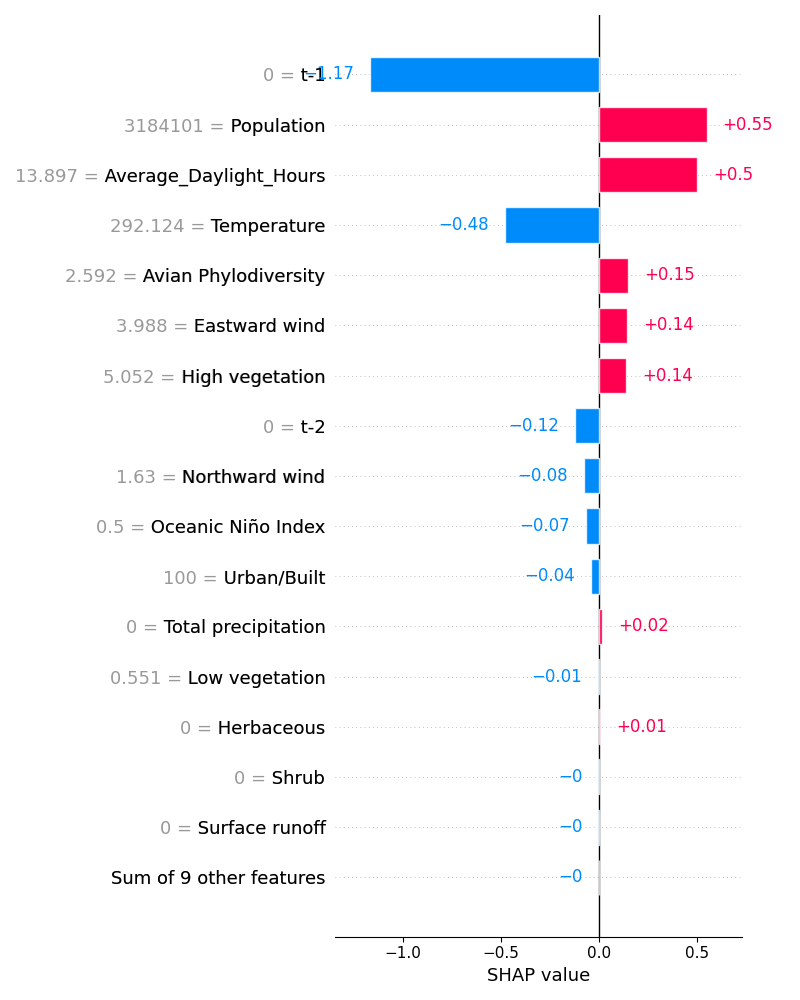 0 = t-1 −1.17
3184101 = Population +0.55
13.897 = Average_Daylight_Hours +0.5
292.124 = Temperature −0.48
2.592 = Avian Phylodiversity +0.15
3.988 = Eastward wind +0.14
5.052 = High vegetation +0.14
0 = t-2 −0.12
1.63 = Northward wind −0.08
0.5 = Oceanic Niño Index −0.07
100 = Urban/Built −0.04
0 = Total precipitation +0.02
0.551 = Low vegetation −0.01
0 = Herbaceous +0.01
0 = Shrub −0
0 = Surface runoff −0
Sum of 9 other features −0
−1.0 −0.5 0.0 0.5
SHAP value